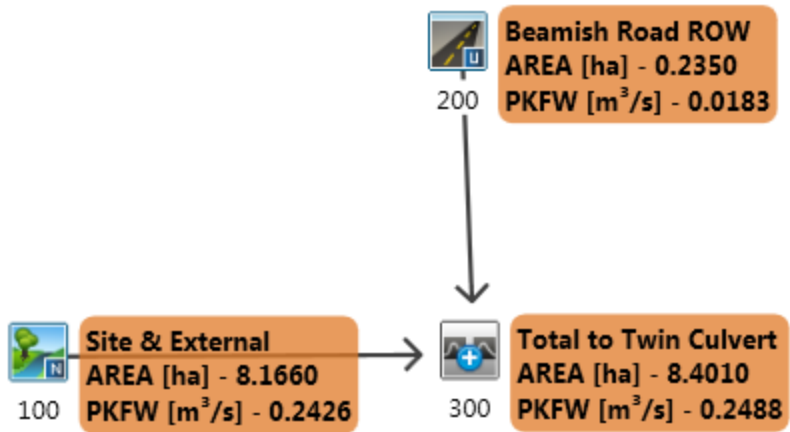 Beamish Road ROW
AREA [ha] - 0.2350
PKFW [m³/s] - 0.0183
U
200
Site & External
AREA [ha] - 8.1660
PKFW [m³/s] - 0.2426
N
100
Total to Twin Culvert
AREA [ha] - 8.4010
PKFW [m³/s] - 0.2488
300